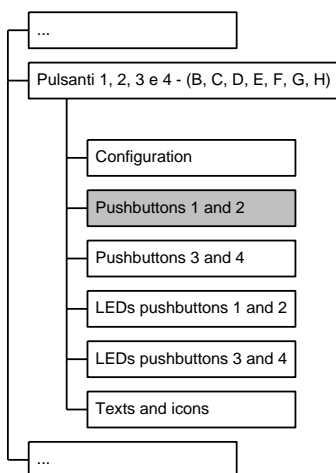 ...
Pulsanti 1, 2, 3 e 4 - (B, C, D, E, F, G, H)
Configuration
Pushbuttons 1 and 2
Pushbuttons 3 and 4
LEDs pushbuttons 1 and 2
LEDs pushbuttons 3 and 4
Texts and icons
...